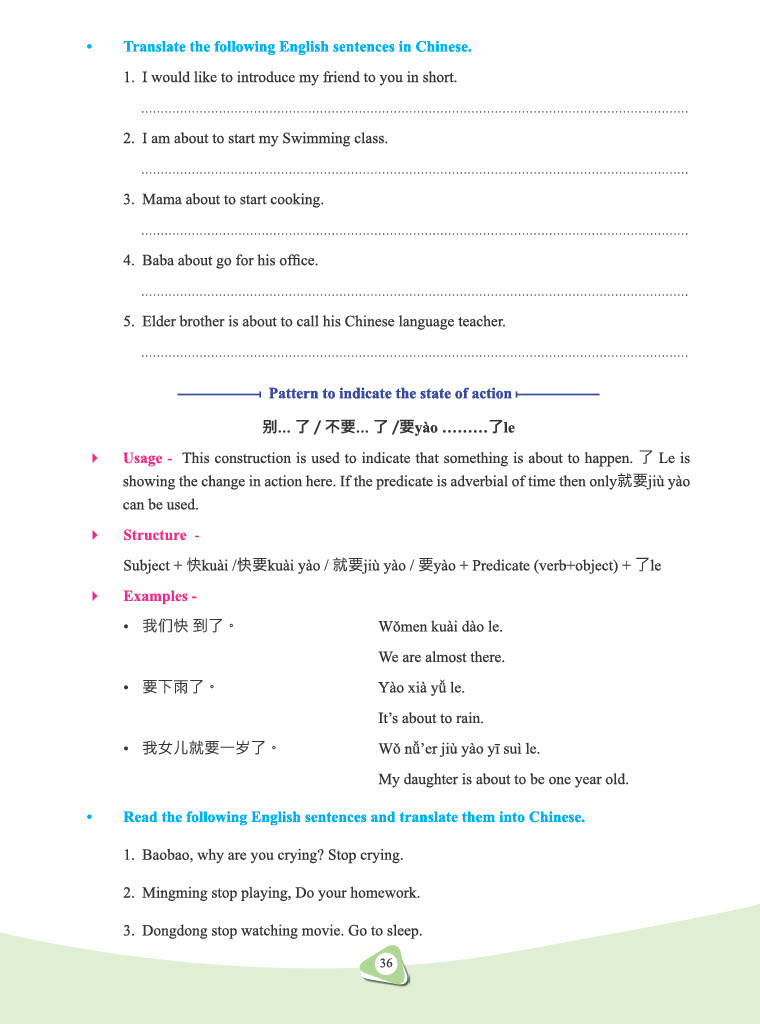 • Translate the following English sentences in Chinese.
1. I would like to introduce my friend to you in short.
2. I am about to start my Swimming class.
3. Mama about to start cooking.
4. Baba about go for his office.
5. Elder brother is about to call his Chinese language teacher.
Pattern to indicate the state of action
别... 了 / 不要... 了 /要yào .........了le
Usage - This construction is used to indicate that something is about to happen. 了 Le is
showing the change in action here. If the predicate is adverbial of time then only就要jiù yào
can be used.
Structure -
Subject + 快kuài /快要kuài yào / 就要jiù yào / 要yào + Predicate (verb+object) + 了le
Examples -
• 我们快 到了。 Wǒmen kuài dào le.
We are almost there.
• 要下雨了。 Yào xià yǚ le.
It’s about to rain.
• 我女儿就要一岁了。 Wǒ nǚ’er jiù yào yī suì le.
My daughter is about to be one year old.
• Read the following English sentences and translate them into Chinese.
1. Baobao, why are you crying? Stop crying.
2. Mingming stop playing, Do your homework.
3. Dongdong stop watching movie. Go to sleep.
36